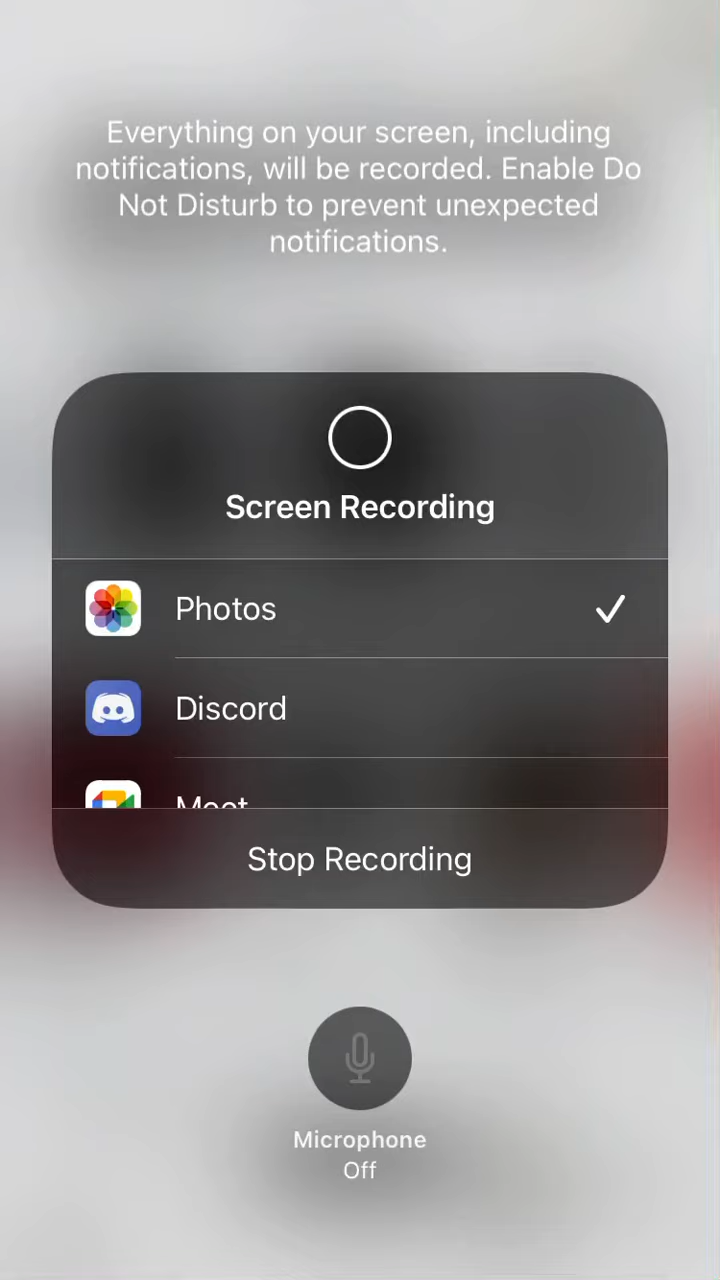 Everything on your screen, including
notifications, will be recorded. Enable Do
Not Disturb to prevent unexpected
notifications.
Screen Recording
Photos
Discord
Meet
Stop Recording
Microphone
Off